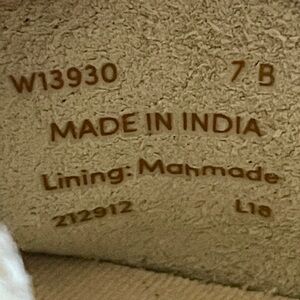 W13930 7 B
MADE IN INDIA
Lining: Manmade
212912 L18